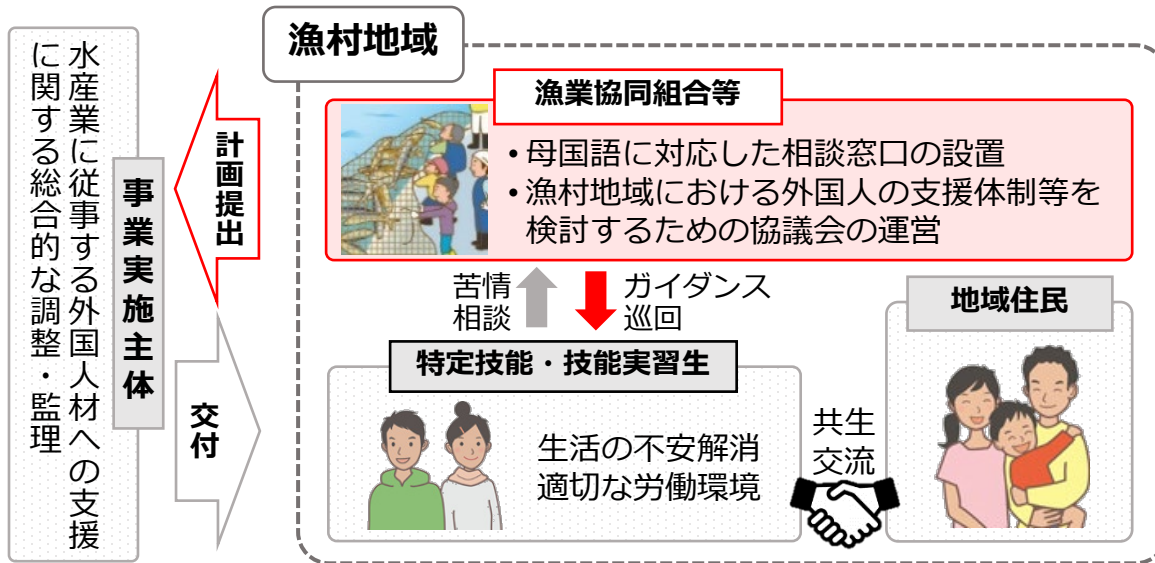 漁村地域
水産業に従事する外国人材への支援
に関する総合的な調整・監理
事業実施主体
計画提出
交付
漁業協同組合等
・母国語に対応した相談窓口の設置
・漁村地域における外国人の支援体制等を
検討するための協議会の運営
苦情
相談
ガイダンス
巡回
特定技能・技能実習生
生活の不安解消
適切な労働環境
共生
交流
地域住民